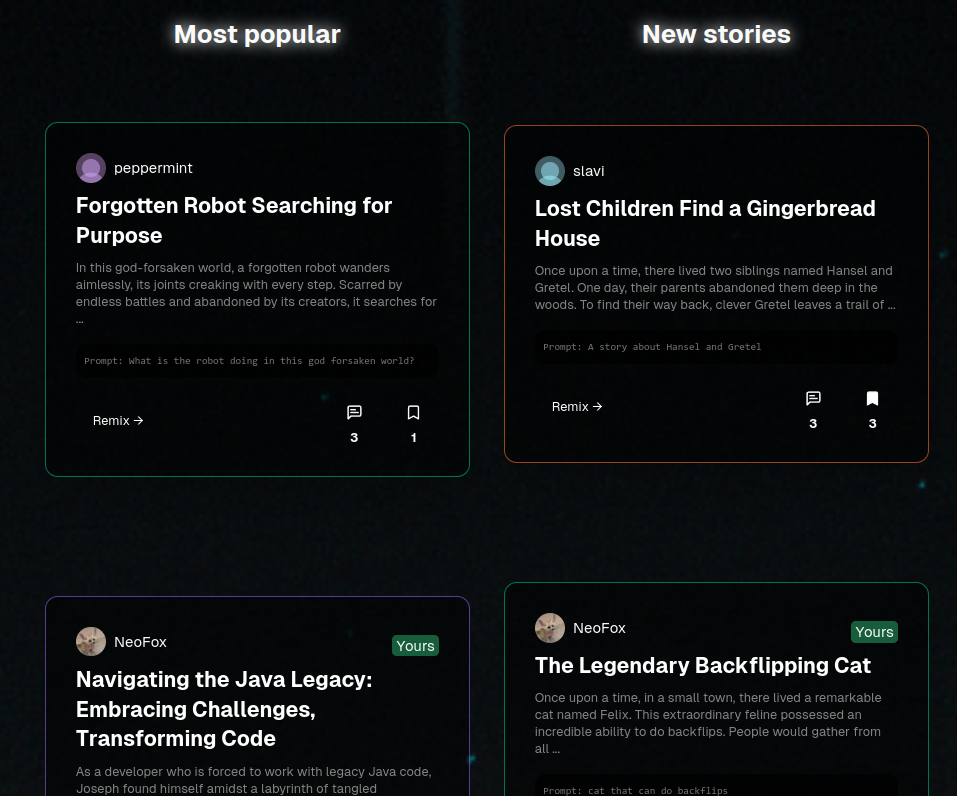 Most popular
peppermint
Forgotten Robot Searching for
Purpose
In this god-forsaken world, a forgotten robot wanders
aimlessly, its joints creaking with every step. Scarred by
endless battles and abandoned by its creators, it searches for
...
Prompt: What is the robot doing in this god forsaken world?
Remix →
3
1
NeoFox
Yours
Navigating the Java Legacy:
Embracing Challenges,
Transforming Code
As a developer who is forced to work with legacy Java code,
Joseph found himself amidst a labyrinth of tangled
New stories
slavi
Lost Children Find a Gingerbread
House
Once upon a time, there lived two siblings named Hansel and
Gretel. One day, their parents abandoned them deep in the
woods. To find their way back, clever Gretel leaves a trail of ...
Prompt: A story about Hansel and Gretel
Remix →
3
3
NeoFox
Yours
The Legendary Backflipping Cat
Once upon a time, in a small town, there lived a remarkable
cat named Felix. This extraordinary feline possessed an
incredible ability to do backflips. People would gather from
all ...
Prompt: cat that can do backflips